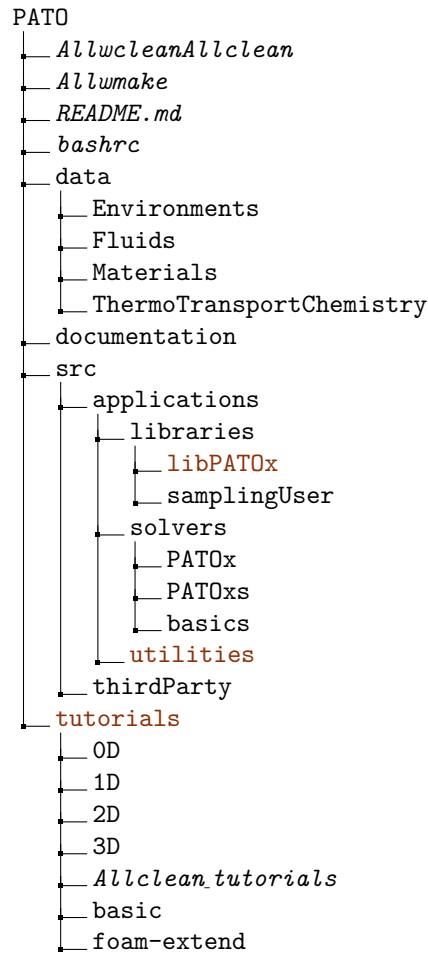 PATO
AllwcleanAllclean
Allwmake
README.md
bashrc
data
Environments
Fluids
Materials
ThermoTransportChemistry
documentation
src
applications
libraries
libPATOx
samplingUser
solvers
PATOx
PATOxs
basics
utilities
thirdParty
tutorials
0D
1D
2D
3D
Allclean_tutorials
basic
foam-extend